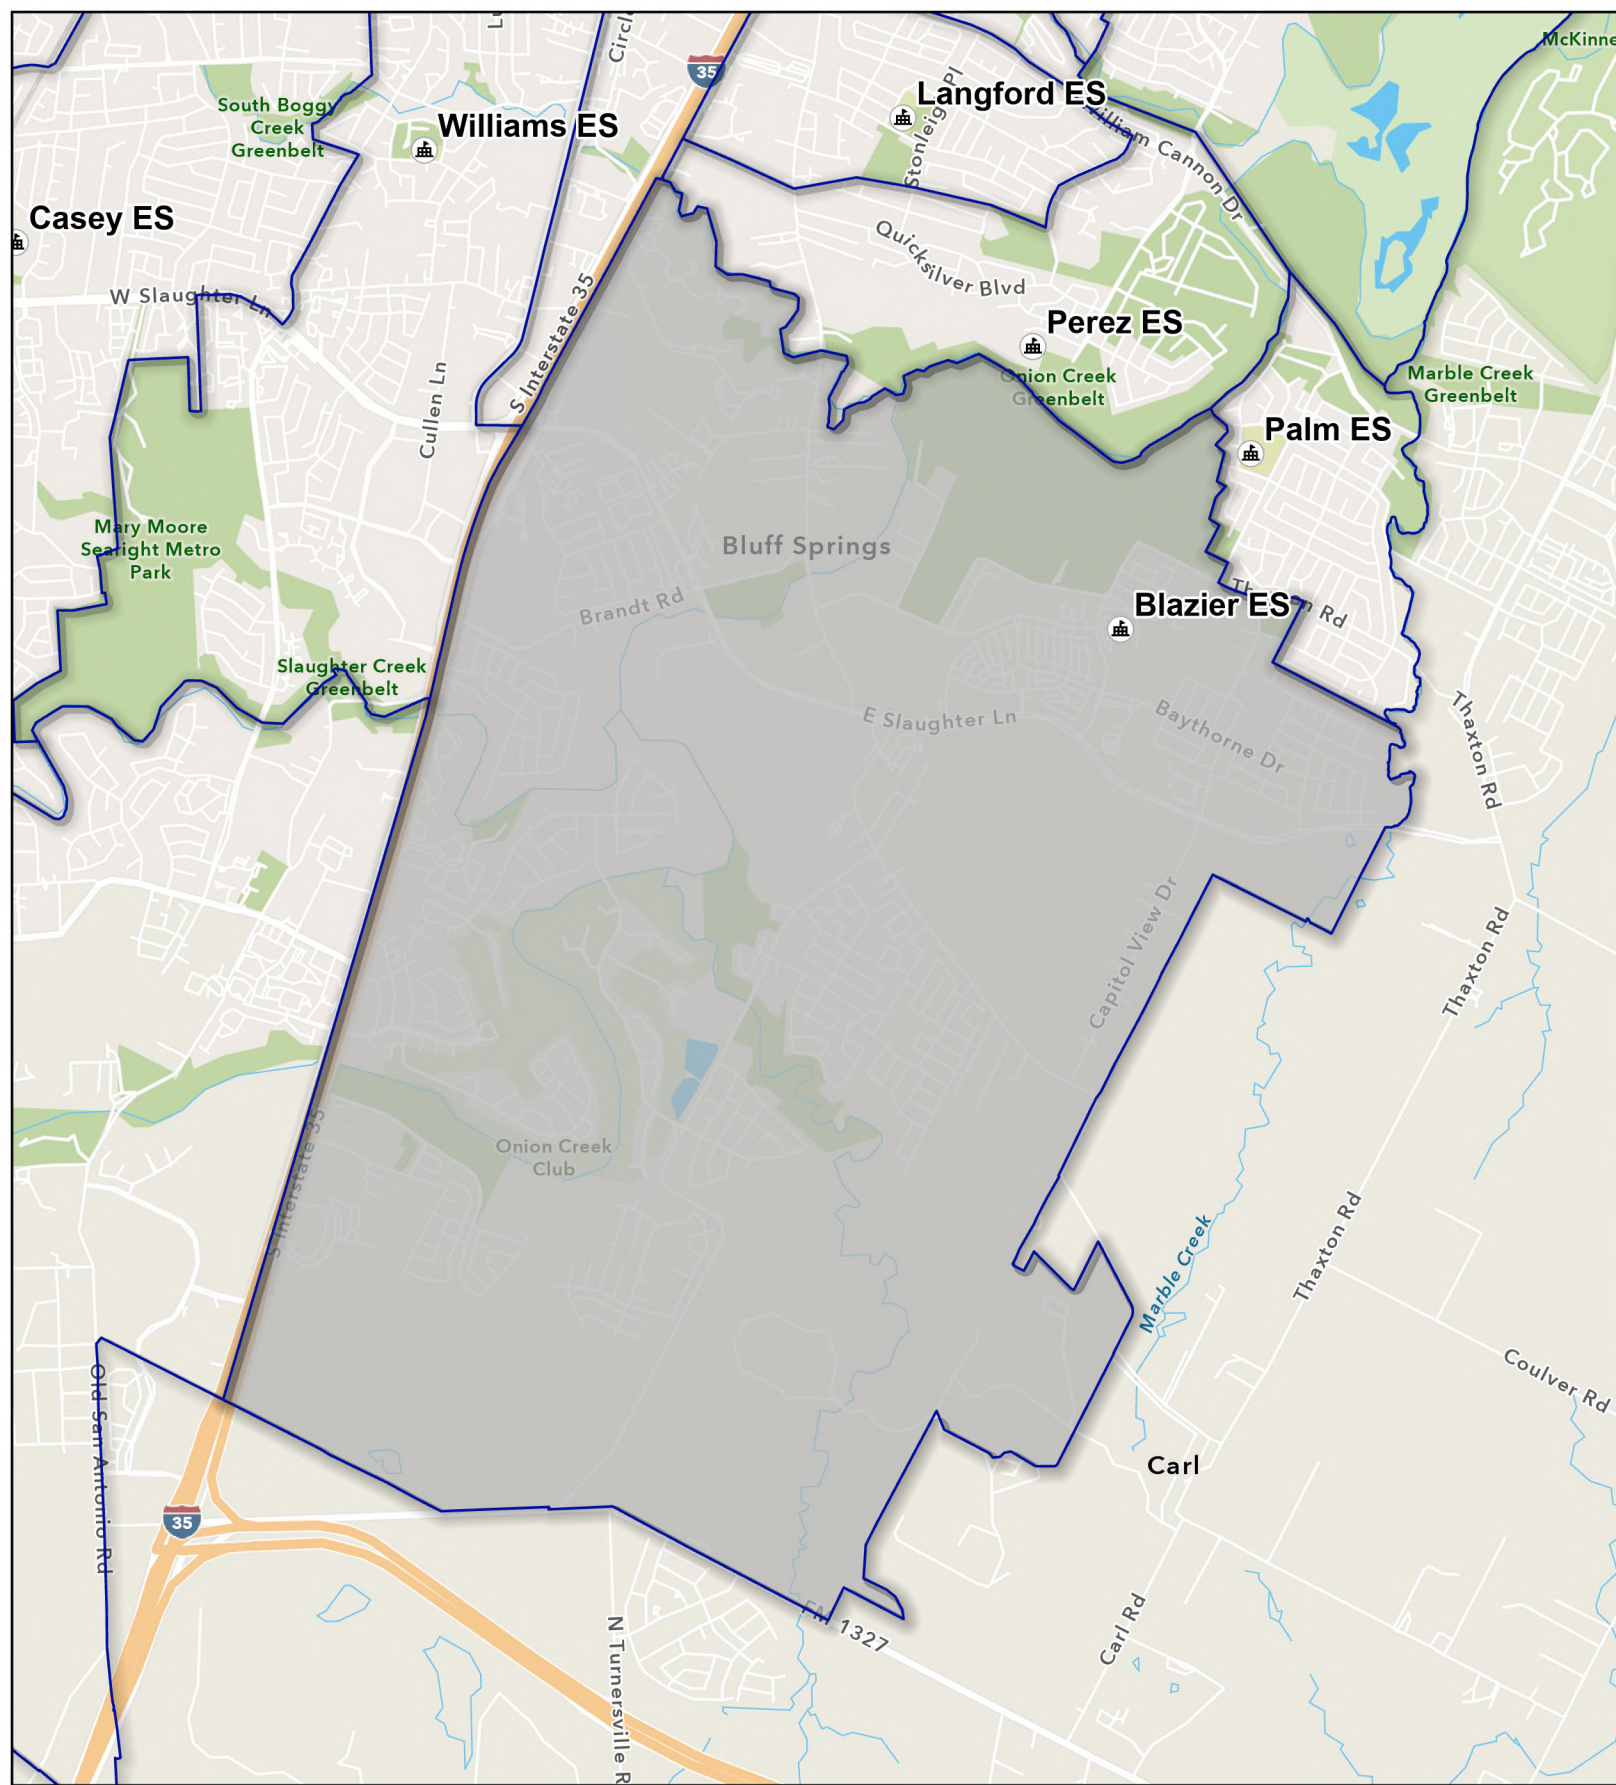 McKinne
35
Langford ES
South Boggy
Creek
Greenbelt
Williams ES
Circl
Stonleigh Pl
William Cannon Dr
Casey ES
Quicksilver Blvd
W Slaughter Ln
S Interstate 35
Perez ES
Onion Creek
Greenbelt
Marble Creek
Greenbelt
Cullen Ln
Palm ES
Mary Moore
Searight Metro
Park
Bluff Springs
Brandt Rd
Blazier ES
Slaughter Creek
Greenbelt
E Slaughter Ln
Baythorne Dr
Thaxton Rd
Capitol View Dr
Thaxton Rd
Onion Creek
Club
S Interstate 35
Marble Creek
Thaxton Rd
Coulver Rd
Old San Antonio Rd
Carl
35
FM 1327
N Turnersville R
Carl Rd